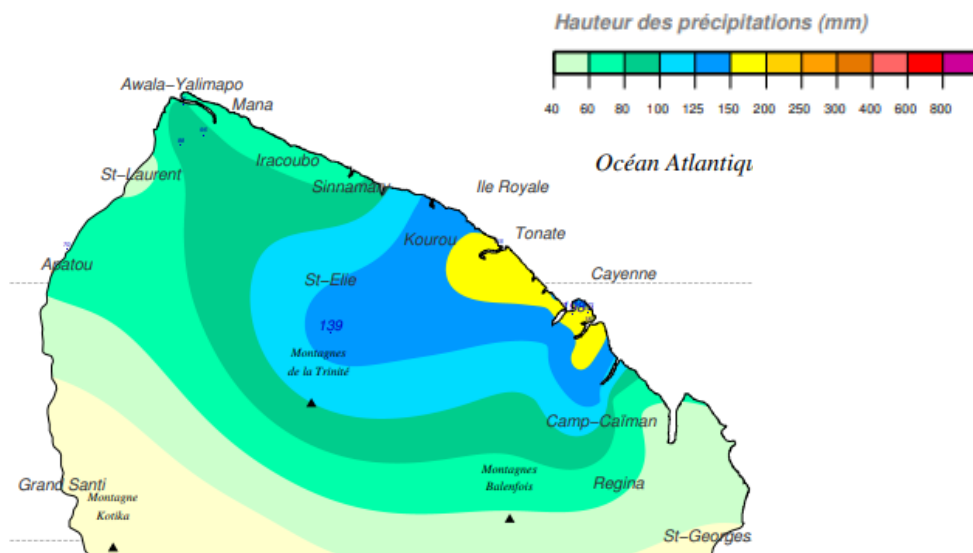 Hauteur des précipitations (mm)
40 60 80 100 125 150 200 250 300 400 600 800
Awala−Yalimapo
Mana
Océan Atlantiqu
Iracoubo
St−Laurent
Sinnamary
Ile Royale
Tonate
Kourou
Apatou
Cayenne
St−Elie
139
Montagnes
de la Trinité
Camp−Caïman
Montagnes
Balenfois
Regina
Grand Santi
Montagne
Kotika
St−Georges